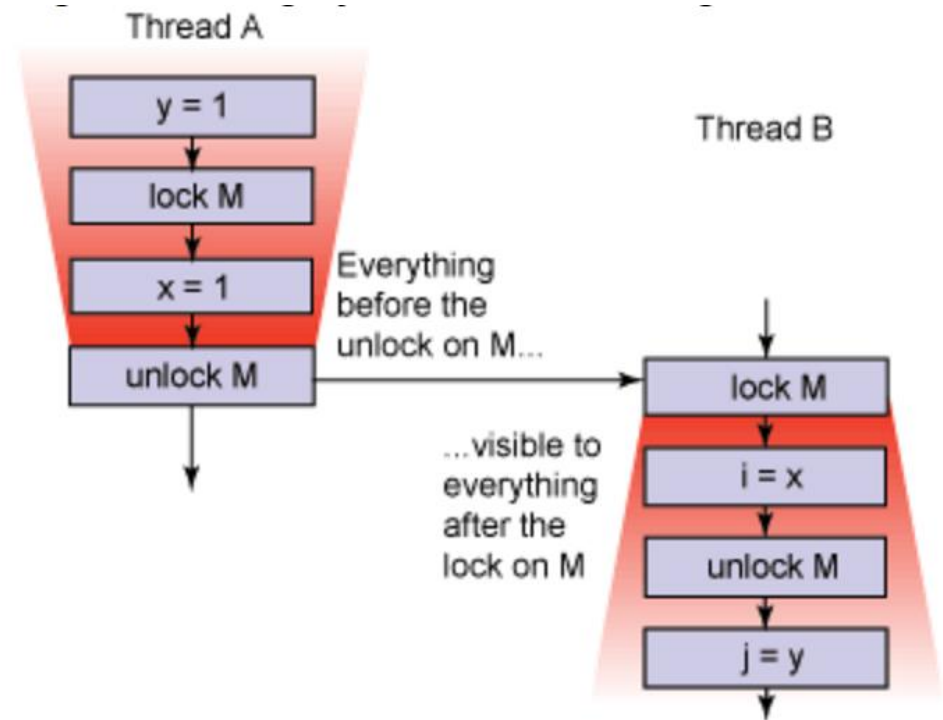 Thread A
y = 1
lock M
x = 1
unlock M
Everything
before the
unlock on M...
Thread B
lock M
...visible to
everything
after the
lock on M
i = x
unlock M
j = y